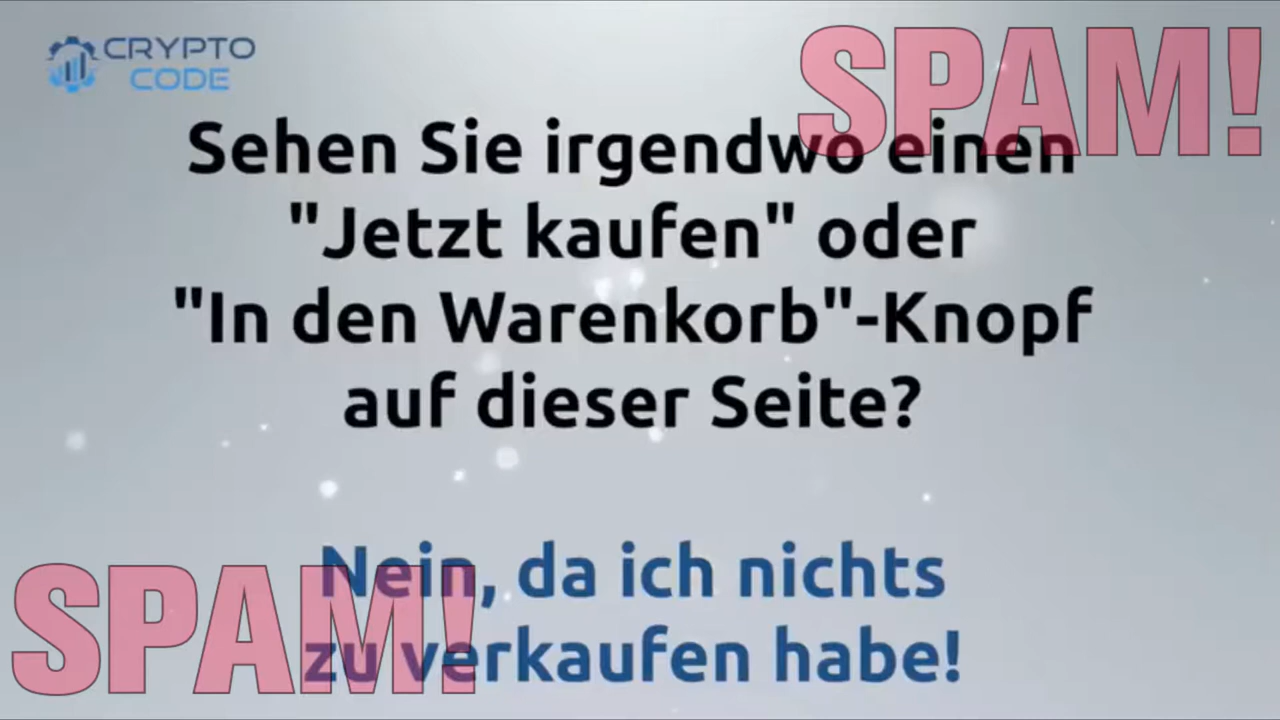 CRYPTO
CODE
SPAM!
Sehen Sie irgendwo einen
"Jetzt kaufen" oder
"In den Warenkorb"-Knopf
auf dieser Seite?
Nein, da ich nichts
zu verkaufen habe!
SPAM!